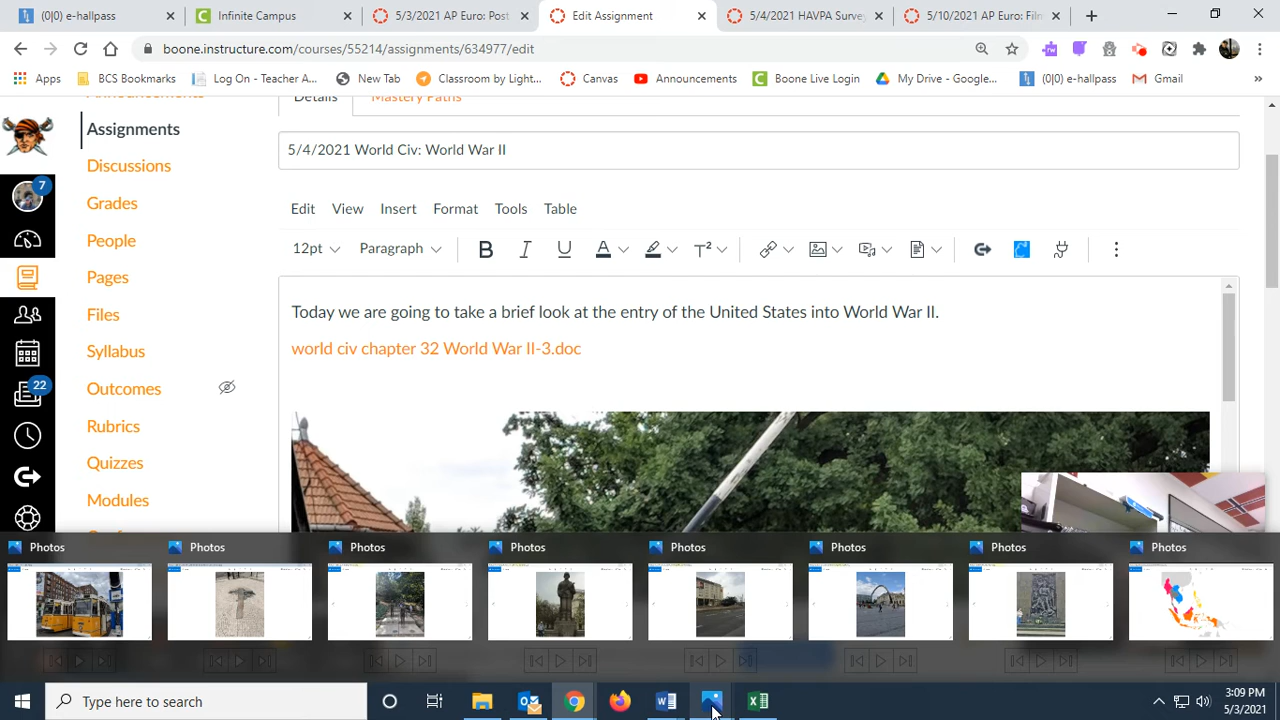 (0|0) e-hallpass
Infinite Campus
5/3/2021 AP Euro: Post
Edit Assignment
5/4/2021 HAVPA Survey
5/10/2021 AP Euro: Film
boone.instructure.com/courses/55214/assignments/634977/edit
Apps
BCS Bookmarks
Log On - Teacher A...
New Tab
Classroom by Light...
Canvas
Announcements
Boone Live Login
My Drive - Google...
(0|0) e-hallpass
Gmail
»
Announcements
Details
Mastery Paths
Assignments
5/4/2021 World Civ: World War II
Discussions
7
Grades
Edit View Insert Format Tools Table
People
12pt Paragraph B I U A T²
Pages
Files
Today we are going to take a brief look at the entry of the United States into World War II.
Syllabus
world civ chapter 32 World War II-3.doc
Outcomes
22
Rubrics
Quizzes
Modules
Photos
Photos
Photos
Photos
Photos
Photos
Photos
Photos
Type here to search
3:09 PM
5/3/2021